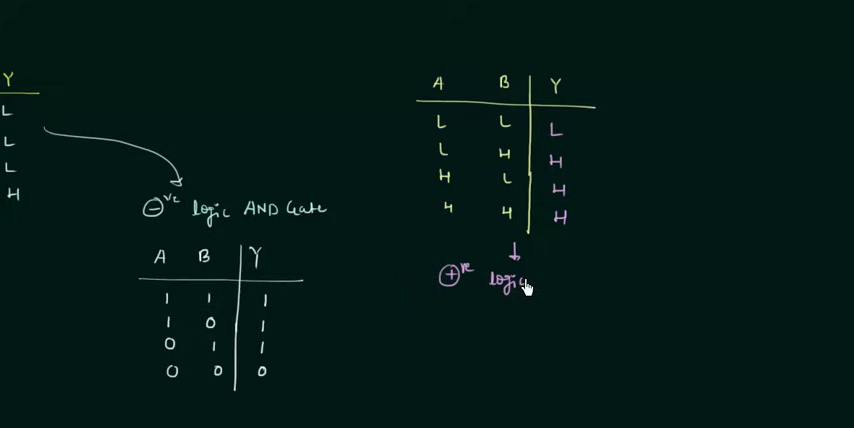 Y
L
L
L
H
⊖ve logic AND Gate
A B Y
1 1 1
1 0 1
0 1 1
0 0 0
A B Y
L L L
L H H
H L H
H H H
⊕ve logic